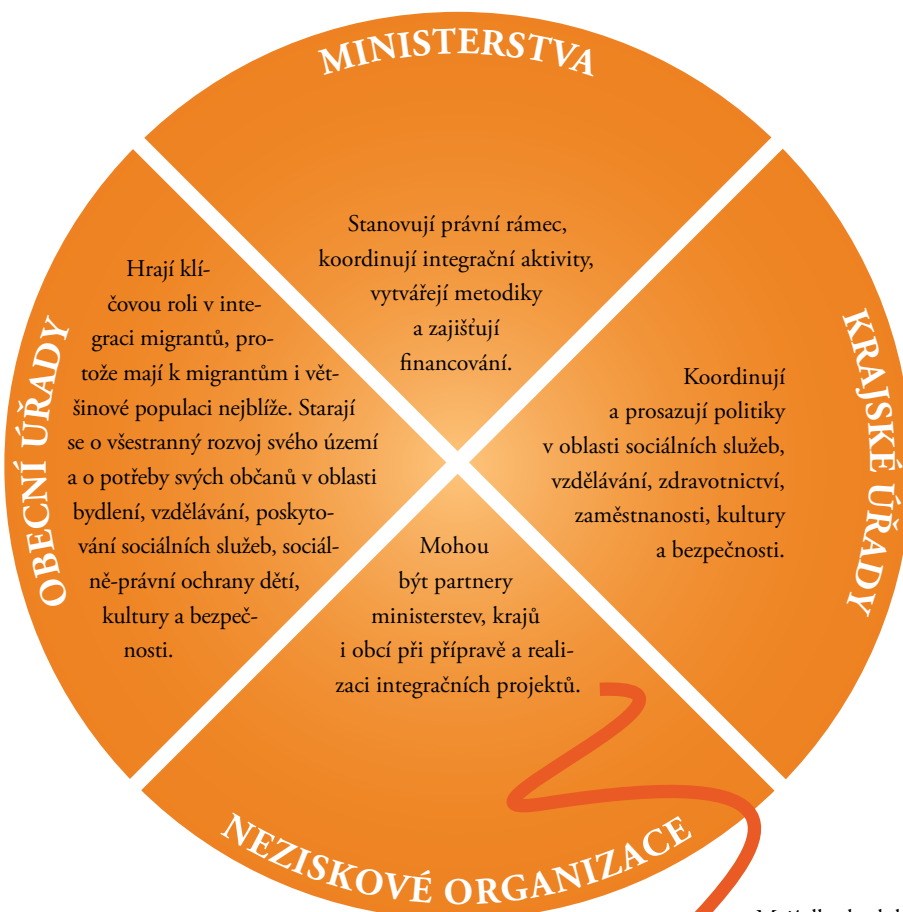 MINISTERSTVA
Stanovují právní rámec,
koordinují integrační aktivity,
vytvářejí metodiky
a zajišťují
financování.
OBECNÍ ÚŘADY
Hrají klí-
čovou roli v inte-
graci migrantů, pro-
tože mají k migrantům i vět-
šinové populaci nejblíže. Starají
se o všestranný rozvoj svého území
a o potřeby svých občanů v oblasti
bydlení, vzdělávání, poskyto-
vání sociálních služeb, sociál-
ně-právní ochrany dětí,
kultury a bezpeč-
nosti.
KRAJSKÉ ÚŘADY
Koordinují
a prosazují politiky
v oblasti sociálních služeb,
vzdělávání, zdravotnictví,
zaměstnanosti, kultury
a bezpečnosti.
Mohou
být partnery
ministerstev, krajů
i obcí při přípravě a reali-
zaci integračních projektů.
NEZISKOVÉ ORGANIZACE